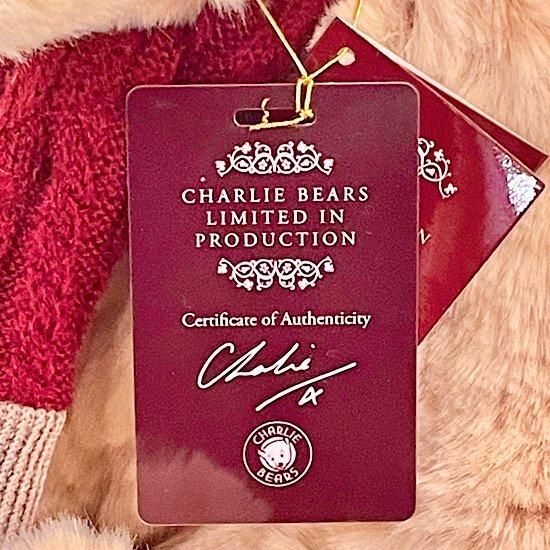 CHARLIE BEARS
LIMITED IN
PRODUCTION
Certificate of Authenticity
Charlie
x
CHARLIE
BEARS